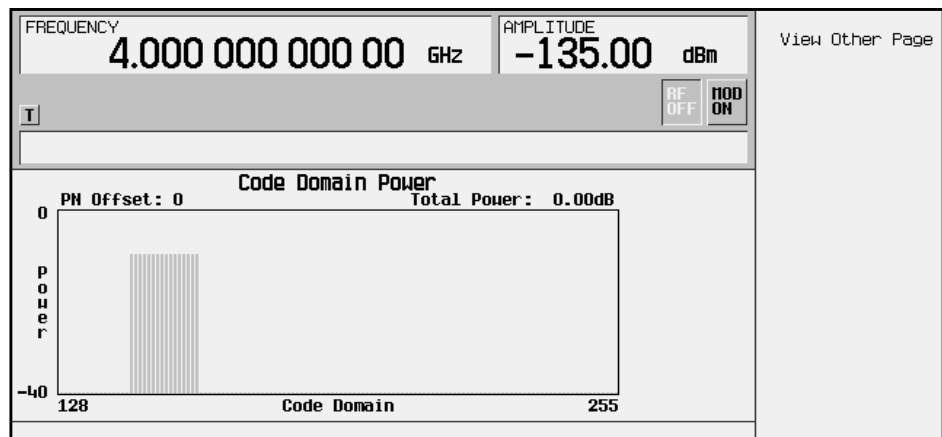 FREQUENCY
4.000 000 000 00 GHz
AMPLITUDE
-135.00 dBm
View Other Page
RF OFF
MOD ON
T
Code Domain Power
PN Offset: 0
Total Power: 0.00dB
0
Power
-40
128
Code Domain
255